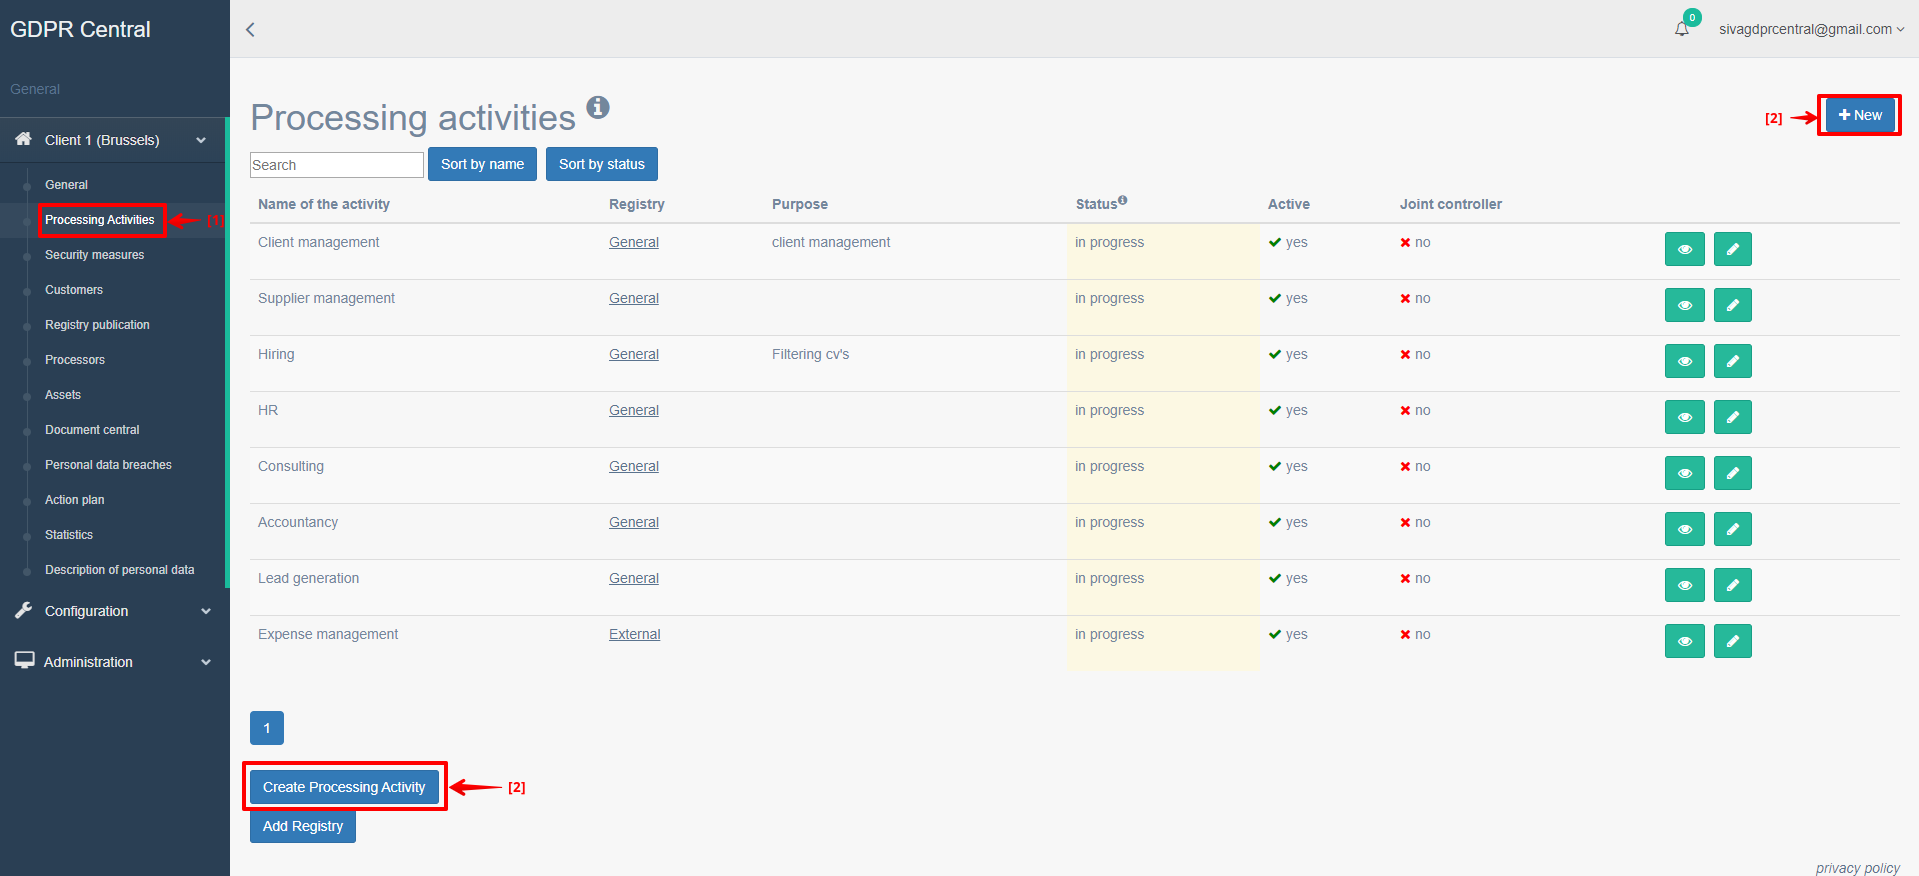 GDPR Central
0
sivagdprcentral@gmail.com
General
Client 1 (Brussels)
General
Processing Activities [1]
Security measures
Customers
Registry publication
Processors
Assets
Document central
Personal data breaches
Action plan
Statistics
Description of personal data
Configuration
Administration
Processing activities
[2] New
Search Sort by name Sort by status
Name of the activity Registry Purpose Status Active Joint controller
Client management General client management in progress yes no
Supplier management General in progress yes no
Hiring General Filtering cv's in progress yes no
HR General in progress yes no
Consulting General in progress yes no
Accountancy General in progress yes no
Lead generation General in progress yes no
Expense management External in progress yes no
1
Create Processing Activity [2]
Add Registry
privacy policy